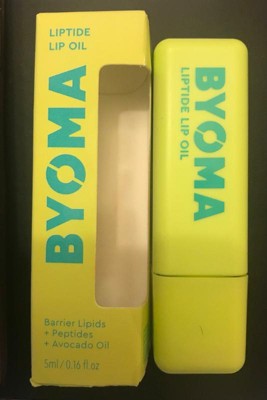 LIPTIDE
LIP OIL
BYOMA
Barrier Lipids
+ Peptides
+ Avocado Oil
5ml/0.16 fl oz
BYOMA
LIPTIDE LIP OIL